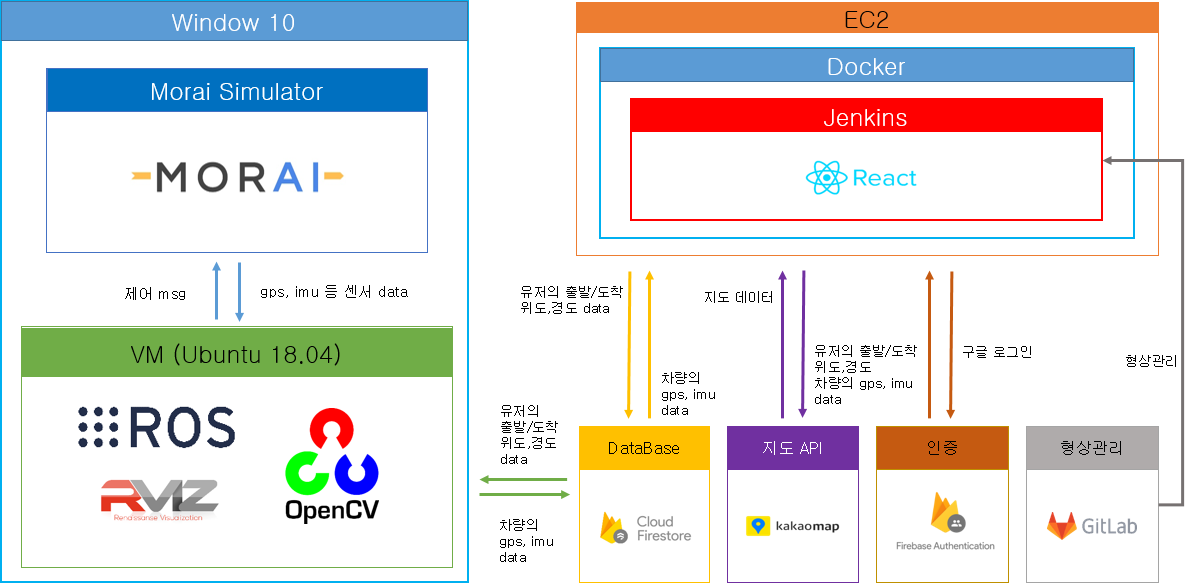 Window 10
Morai Simulator
MORAI
제어 msg
gps, imu 등 센서 data
VM (Ubuntu 18.04)
ROS
RVIZ
Rendissanse Visualization
OpenCV
EC2
Docker
Jenkins
React
유저의 출발/도착
위도,경도 data
차량의
gps, imu
data
지도 데이터
유저의 출발/도착
위도,경도
차량의 gps, imu
data
구글 로그인
형상관리
유저의
출발/도착
위도,경도
data
차량의
gps, imu
data
DataBase
Cloud
Firestore
지도 API
kakaomap
인증
Firebase Authentication
형상관리
GitLab